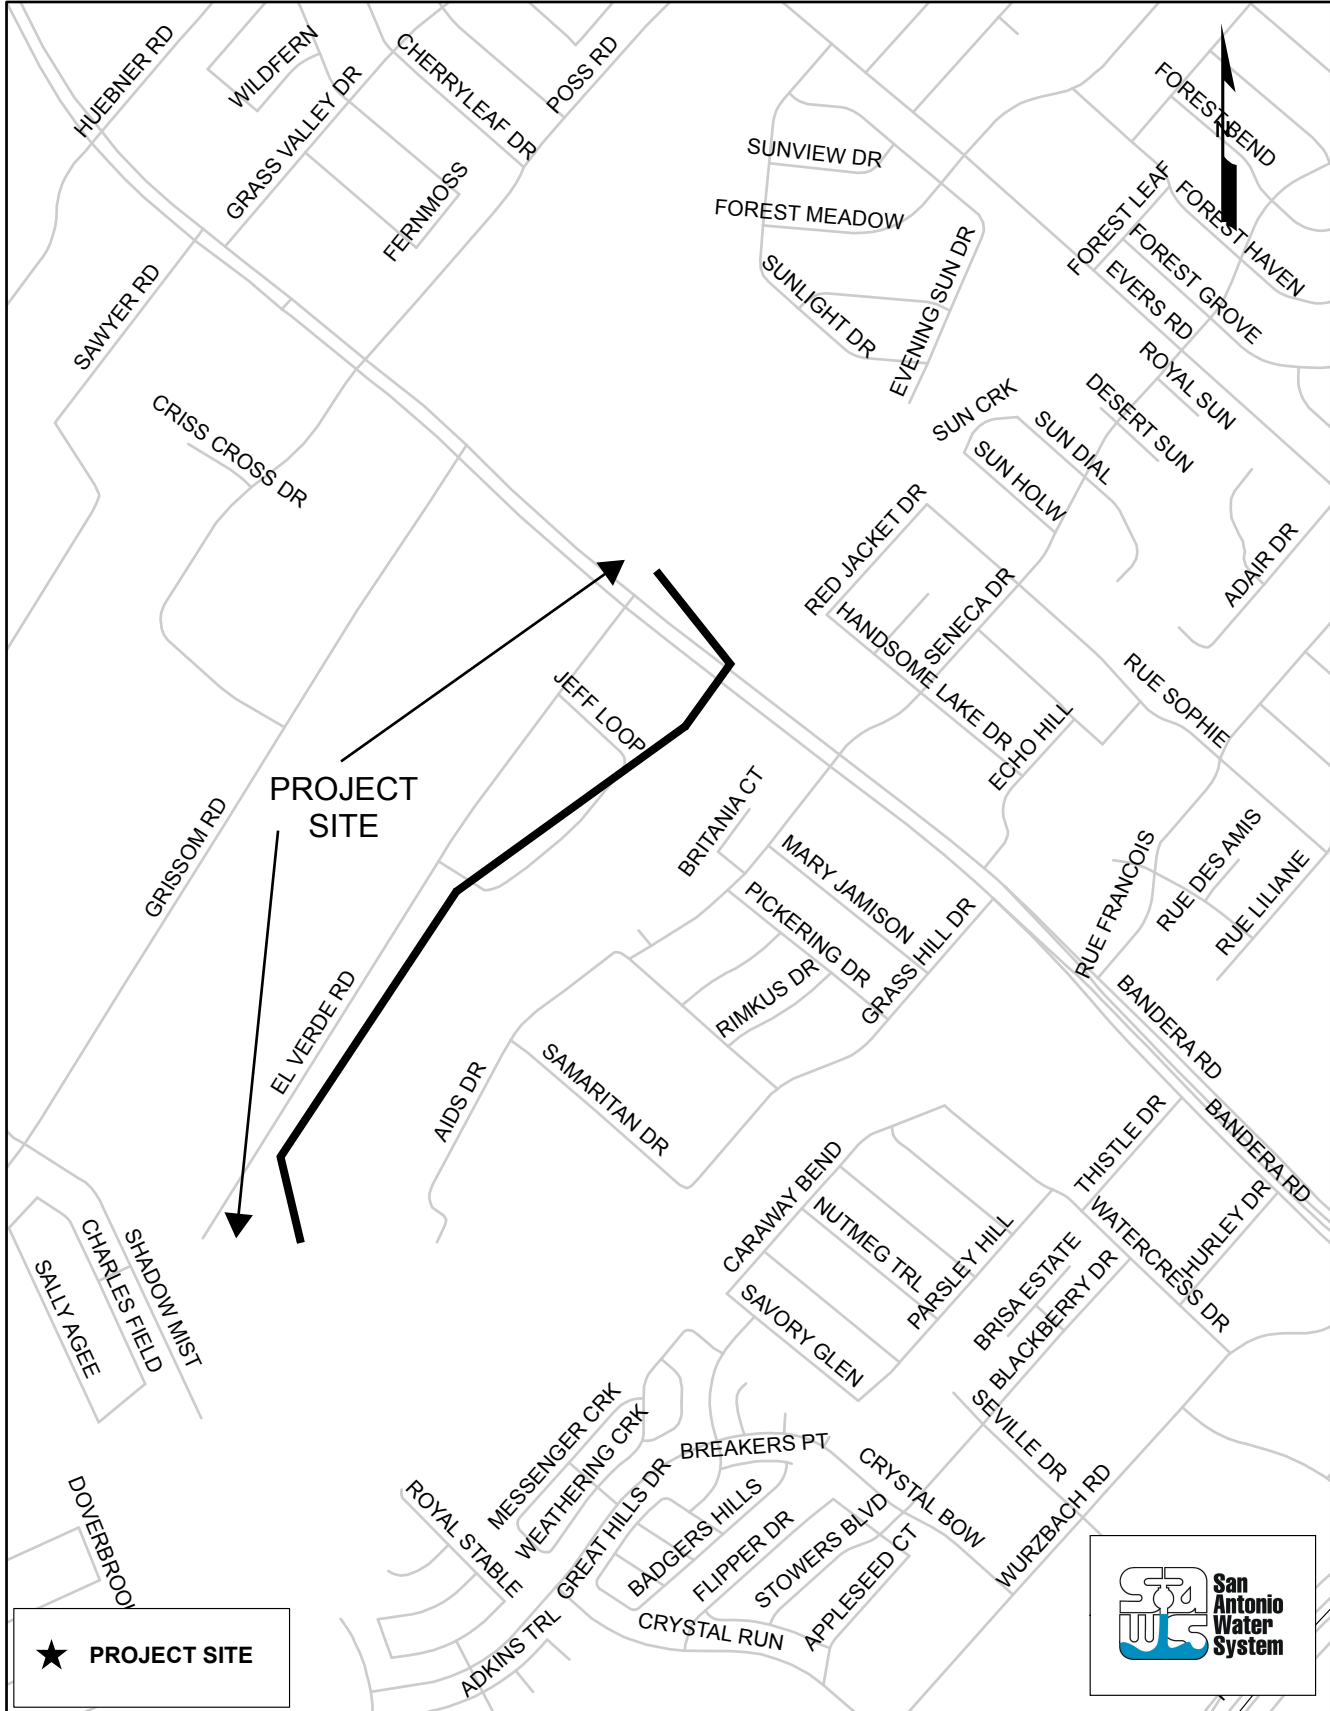 HUEBNER RD
WILDFERN
GRASS VALLEY DR
CHERRYLEAF DR
POSS RD
FERNMOSS
SAWYER RD
CRISS CROSS DR
SUNVIEW DR
FOREST MEADOW
SUNLIGHT DR
EVENING SUN DR
FOREST BEND
N
FOREST LEAF
FOREST HAVEN
FOREST GROVE
EVERS RD
ROYAL SUN
DESERT SUN
SUN CRK
SUN DIAL
SUN HOLW
RED JACKET DR
HANDSOME LAKE DR
SENECA DR
ADAIR DR
ECHO HILL
RUE SOPHIE
JEFF LOOP
PROJECT
SITE
GRISSOM RD
BRITANIA CT
MARY JAMISON
PICKERING DR
GRASS HILL DR
RIMKUS DR
RUE FRANCOIS
RUE DES AMIS
RUE LILIANE
BANDERA RD
BANDERA RD
EL VERDE RD
AIDS DR
SAMARITAN DR
THISTLE DR
CARAWAY BEND
NUTMEG TRL
PARSLEY HILL
WATERCRESS DR
HURLEY DR
BRISA ESTATE
BLACKBERRY DR
SAVORY GLEN
SHADOW MIST
CHARLES FIELD
SALLY AGEE
SEVILLE DR
MESSENGER CRK
WEATHERING CRK
BREAKERS PT
CRYSTAL BOW
WURZBACH RD
ROYAL STABLE
GREAT HILLS DR
BADGERS HILLS
FLIPPER DR
STOWERS BLVD
APPLESEED CT
CRYSTAL RUN
ADKINS TRL
DOVERBROOK
★ PROJECT SITE
SAWS
San
Antonio
Water
System